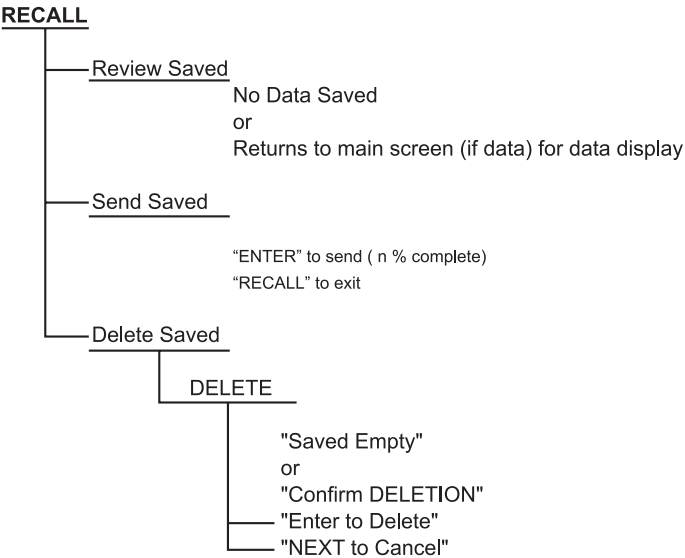 RECALL
Review Saved
No Data Saved
or
Returns to main screen (if data) for data display
Send Saved
“ENTER” to send ( n % complete)
“RECALL” to exit
Delete Saved
DELETE
"Saved Empty"
or
"Confirm DELETION"
"Enter to Delete"
"NEXT to Cancel"